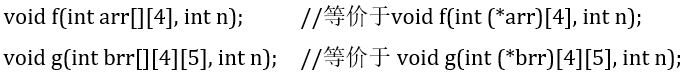 void f(int arr[][4], int n); //等价于void f(int (*arr)[4], int n);
void g(int brr[][4][5], int n); //等价于 void g(int (*brr)[4][5], int n);